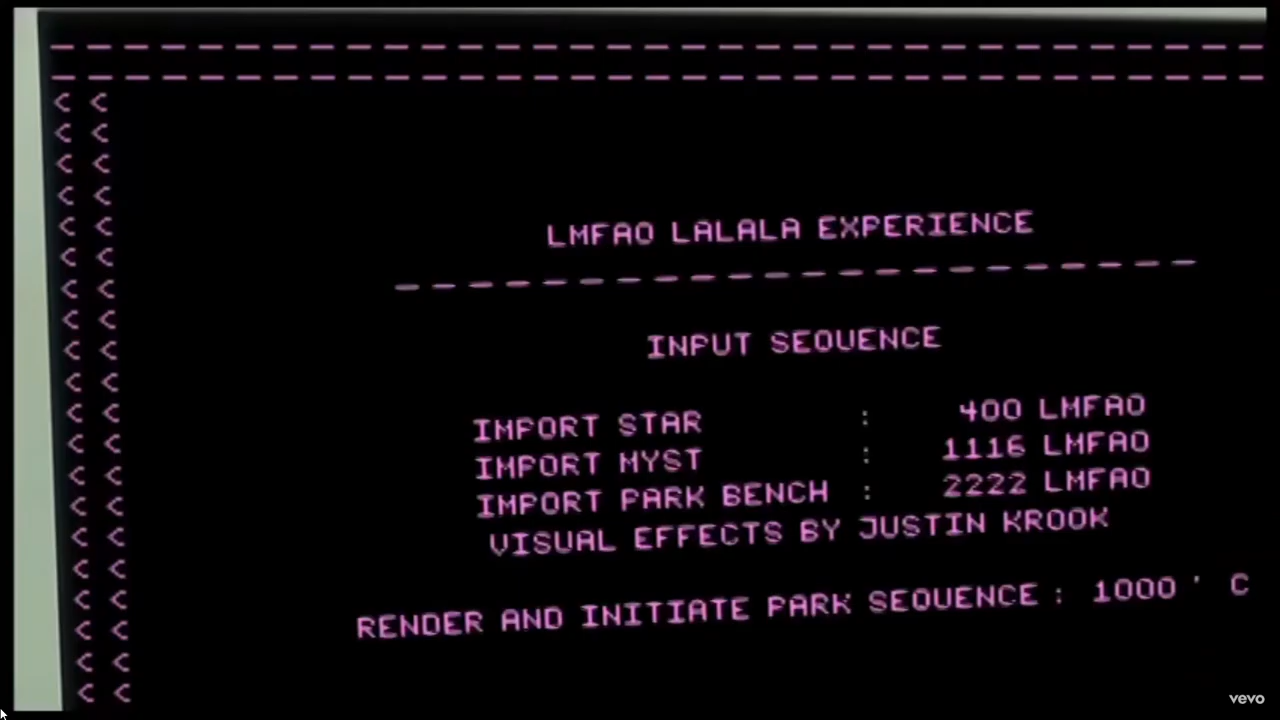 — — — — — — — — — — — — — — — — — — — — — — — — — — — — — — — — —
— — — — — — — — — — — — — — — — — — — — — — — — — — — — — — — — —
< <
< <
< <
< <
< <
LMFAO LALALA EXPERIENCE
< <
— — — — — — — — — — — — — — — — — — — — — —
< <
< <
INPUT SEQUENCE
< <
< <
< <
IMPORT STAR : 400 LMFAO
< <
IMPORT MYST : 1116 LMFAO
< <
IMPORT PARK BENCH : 2222 LMFAO
< <
VISUAL EFFECTS BY JUSTIN KROOK
< <
< <
< <
RENDER AND INITIATE PARK SEQUENCE : 1000 ' C
< <
< <
< <
vevo